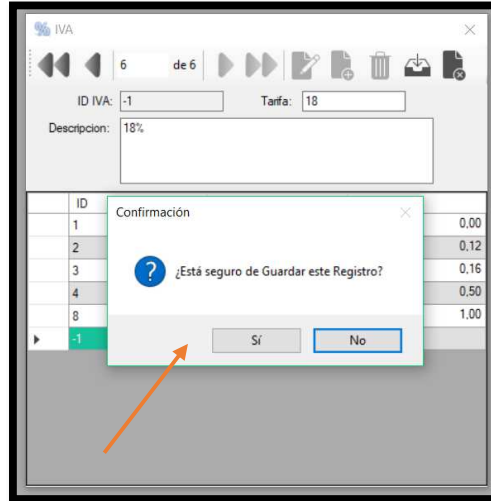 IVA
6 de 6
ID IVA: -1 Tarifa: 18
Descripcion: 18%
ID
1 0,00
2 0,12
3 0,16
4 0,50
8 1,00
-1
Confirmación
¿Está seguro de Guardar este Registro?
Sí No